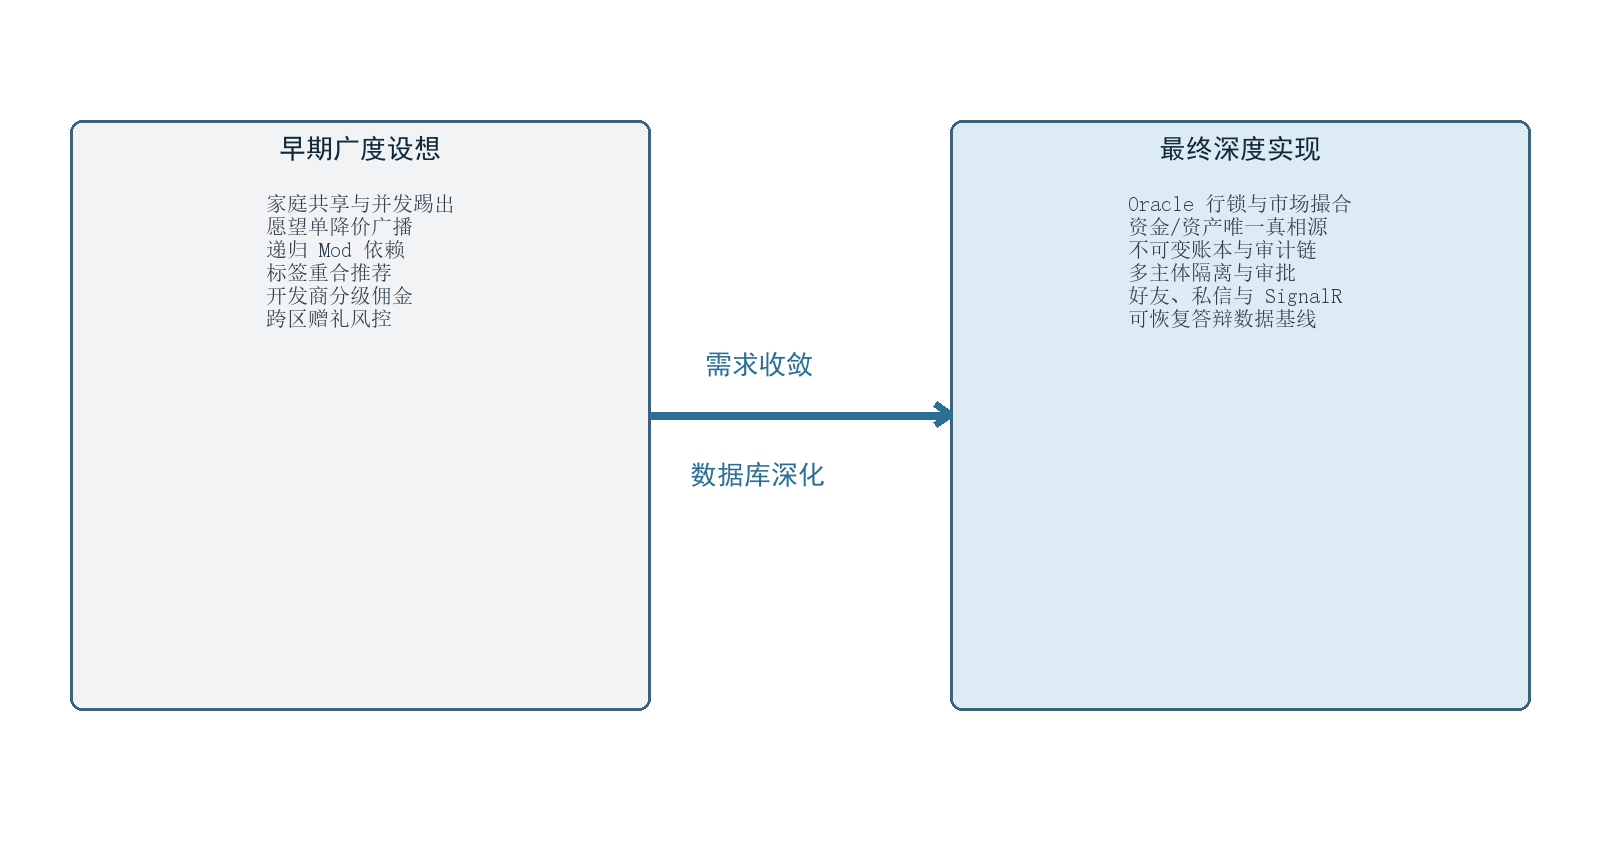 早期广度设想
家庭共享与并发踢出
愿望单降价广播
递归 Mod 依赖
标签重合推荐
开发商分级佣金
跨区赠礼风控
需求收敛
数据库深化
最终深度实现
Oracle 行锁与市场撮合
资金/资产唯一真相源
不可变账本与审计链
多主体隔离与审批
好友、私信与 SignalR
可恢复答辩数据基线